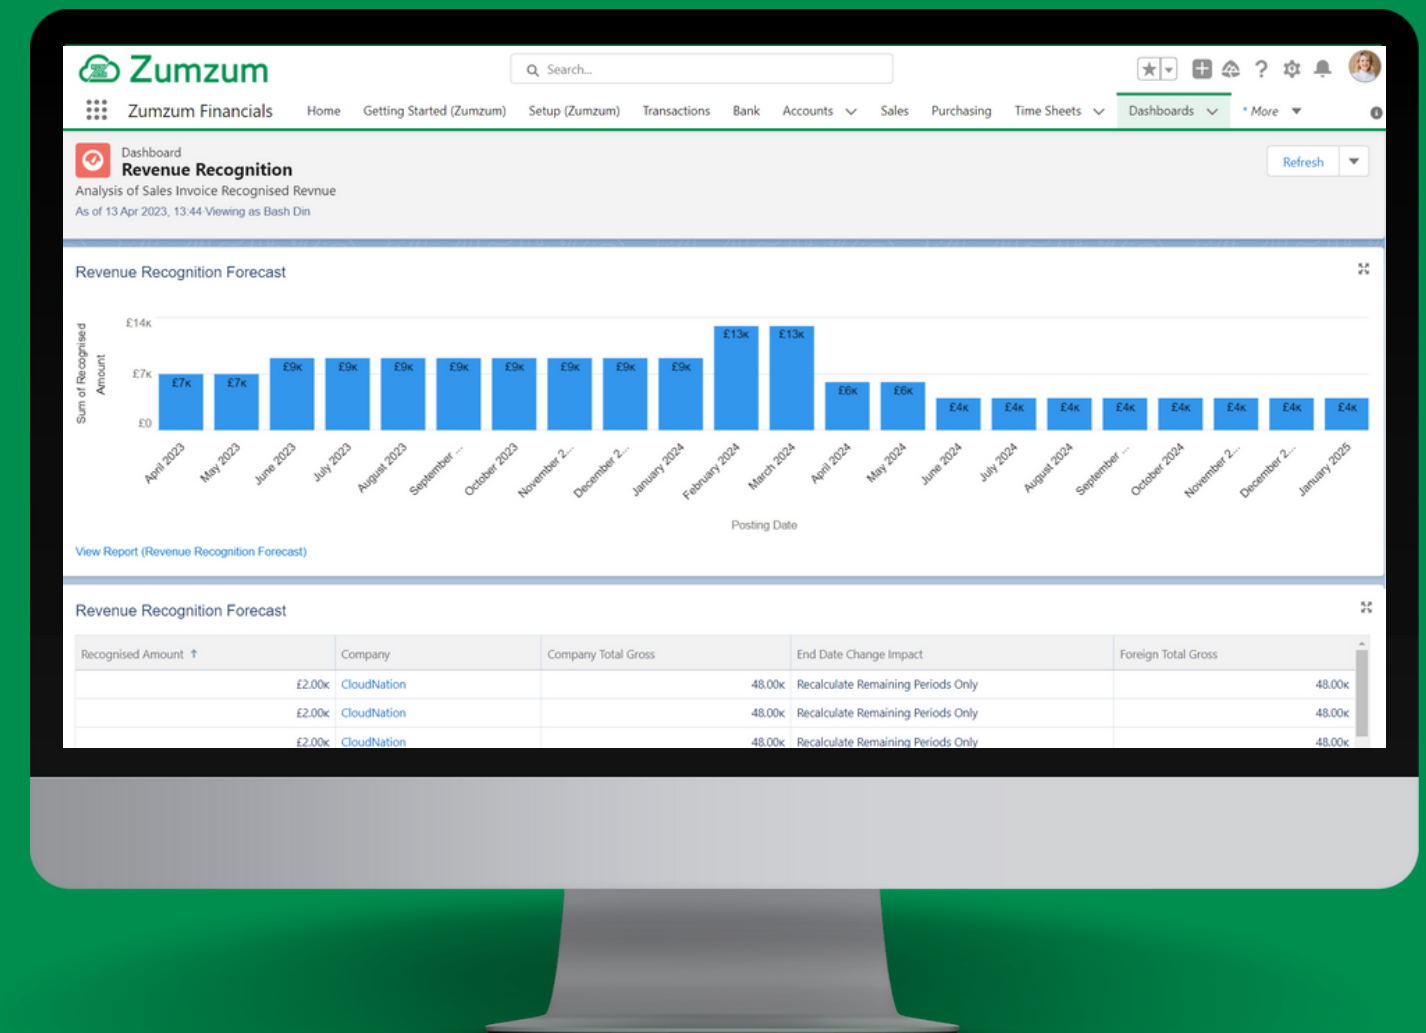 Zumzum
Search...
Zumzum Financials
Home
Getting Started (Zumzum)
Setup (Zumzum)
Transactions
Bank
Accounts
Sales
Purchasing
Time Sheets
Dashboards
* More
Dashboard
Revenue Recognition
Analysis of Sales Invoice Recognised Revnue
As of 13 Apr 2023, 13:44·Viewing as Bash Din
Refresh
Revenue Recognition Forecast
Sum of Recognised
Amount
£14K
£7K
£0
£7K
£7K
£9K
£9K
£9K
£9K
£9K
£9K
£9K
£9K
£13K
£13K
£6K
£6K
£4K
£4K
£4K
£4K
£4K
£4K
£4K
£4K
April 2023
May 2023
June 2023
July 2023
August 2023
September ...
October 2023
November 2...
December 2...
January 2024
February 2024
March 2024
April 2024
May 2024
June 2024
July 2024
August 2024
September ...
October 2024
November 2...
December 2...
January 2025
Posting Date
View Report (Revenue Recognition Forecast)
Revenue Recognition Forecast
Recognised Amount ↑
Company
Company Total Gross
End Date Change Impact
Foreign Total Gross
£2.00K CloudNation 48.00K Recalculate Remaining Periods Only 48.00K
£2.00K CloudNation 48.00K Recalculate Remaining Periods Only 48.00K
£2.00K CloudNation 48.00K Recalculate Remaining Periods Only 48.00K